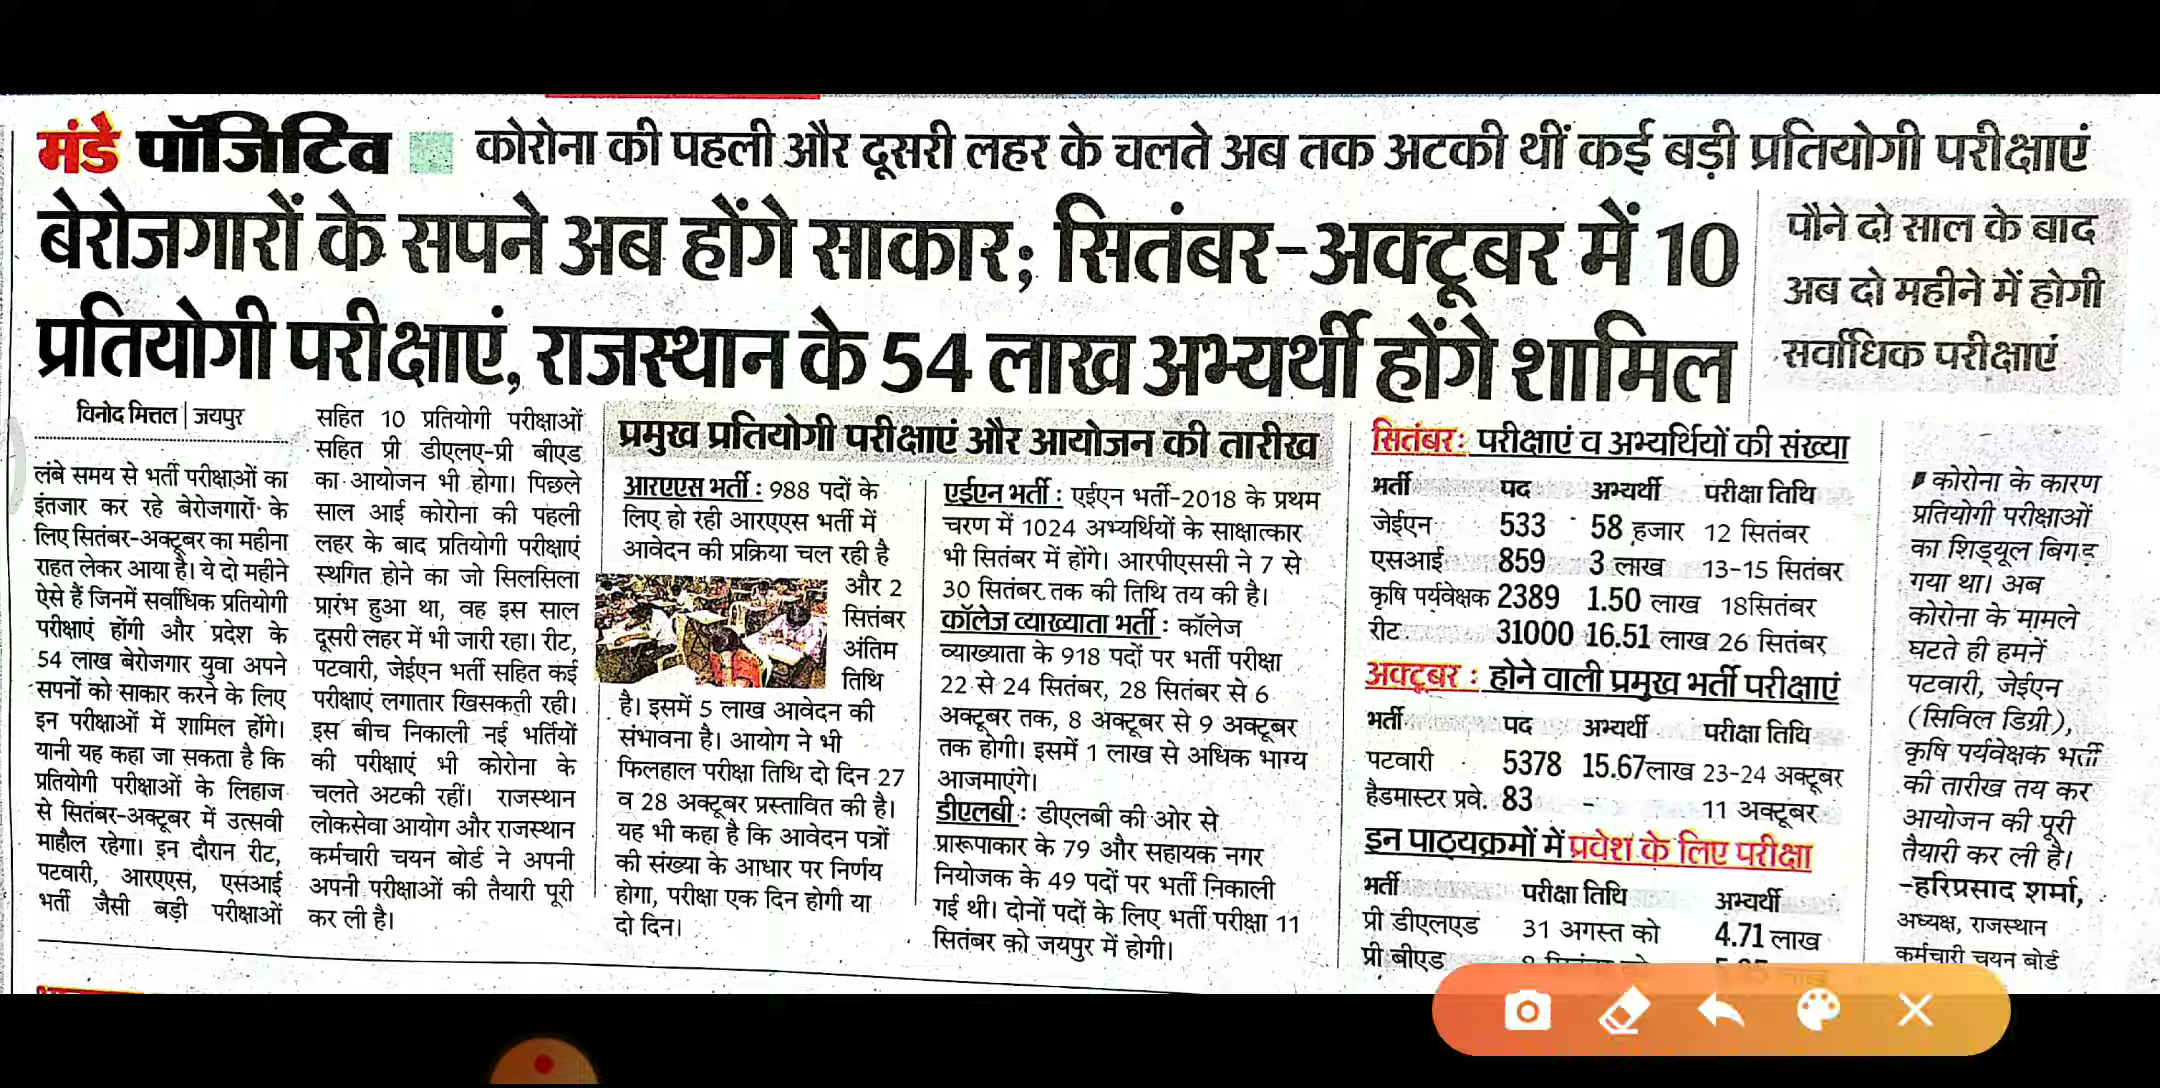 मंडे पॉजिटिव
कोरोना की पहली और दूसरी लहर के चलते अब तक अटकी थीं कई बड़ी प्रतियोगी परीक्षाएं
बेरोजगारों के सपने अब होंगे साकार; सितंबर-अक्टूबर में 10
प्रतियोगी परीक्षाएं, राजस्थान के 54 लाख अभ्यर्थी होंगे शामिल
पौने दो साल के बाद
अब दो महीने में होगी
सर्वाधिक परीक्षाएं
विनोद मित्तल | जयपुर
लंबे समय से भर्ती परीक्षाओं का
इंतजार कर रहे बेरोजगारों के
लिए सितंबर-अक्टूबर का महीना
राहत लेकर आया है। ये दो महीने
ऐसे हैं जिनमें सर्वाधिक प्रतियोगी
परीक्षाएं होंगी और प्रदेश के
54 लाख बेरोजगार युवा अपने
सपनों को साकार करने के लिए
इन परीक्षाओं में शामिल होंगे।
यानी यह कहा जा सकता है कि
प्रतियोगी परीक्षाओं के लिहाज
से सितंबर-अक्टूबर में उत्सवी
माहौल रहेगा। इन दौरान रीट,
पटवारी, आरएएस, एसआई
भर्ती जैसी बड़ी परीक्षाओं
सहित 10 प्रतियोगी परीक्षाओं
सहित प्री डीएलए-प्री बीएड
का आयोजन भी होगा। पिछले
साल आई कोरोना की पहली
लहर के बाद प्रतियोगी परीक्षाएं
स्थगित होने का जो सिलसिला
प्रारंभ हुआ था, वह इस साल
दूसरी लहर में भी जारी रहा। रीट,
पटवारी, जेईएन भर्ती सहित कई
परीक्षाएं लगातार खिसकती रही।
इस बीच निकाली नई भर्तियों
की परीक्षाएं भी कोरोना के
चलते अटकी रहीं। राजस्थान
लोकसेवा आयोग और राजस्थान
कर्मचारी चयन बोर्ड ने अपनी
अपनी परीक्षाओं की तैयारी पूरी
कर ली है।
प्रमुख प्रतियोगी परीक्षाएं और आयोजन की तारीख
आरएएस भर्ती : 988 पदों के
लिए हो रही आरएएस भर्ती में
आवेदन की प्रक्रिया चल रही है
और 2
सितंबर
अंतिम
तिथि
है। इसमें 5 लाख आवेदन की
संभावना है। आयोग ने भी
फिलहाल परीक्षा तिथि दो दिन 27
व 28 अक्टूबर प्रस्तावित की है।
यह भी कहा है कि आवेदन पत्रों
की संख्या के आधार पर निर्णय
होगा, परीक्षा एक दिन होगी या
दो दिन।
एईएन भर्ती : एईएन भर्ती-2018 के प्रथम
चरण में 1024 अभ्यर्थियों के साक्षात्कार
भी सितंबर में होंगे। आरपीएससी ने 7 से
30 सितंबर तक की तिथि तय की है।
कॉलेज व्याख्याता भर्ती : कॉलेज
व्याख्याता के 918 पदों पर भर्ती परीक्षा
22 से 24 सितंबर, 28 सितंबर से 6
अक्टूबर तक, 8 अक्टूबर से 9 अक्टूबर
तक होगी। इसमें 1 लाख से अधिक भाग्य
आजमाएंगे।
डीएलबी : डीएलबी की ओर से
प्रारूपाकार के 79 और सहायक नगर
नियोजक के 49 पदों पर भर्ती निकाली
गई थी। दोनों पदों के लिए भर्ती परीक्षा 11
सितंबर को जयपुर में होगी।
सितंबर: परीक्षाएं व अभ्यर्थियों की संख्या
भर्ती पद अभ्यर्थी परीक्षा तिथि
जेईएन 533 58 हजार 12 सितंबर
एसआई 859 3 लाख 13-15 सितंबर
कृषि पर्यवेक्षक 2389 1.50 लाख 18सितंबर
रीट 31000 16.51 लाख 26 सितंबर
अक्टूबर : होने वाली प्रमुख भर्ती परीक्षाएं
भर्ती पद अभ्यर्थी परीक्षा तिथि
पटवारी 5378 15.67लाख 23-24 अक्टूबर
हैडमास्टर प्रवे. 83 - 11 अक्टूबर
इन पाठ्यक्रमों में प्रवेश के लिए परीक्षा
भर्ती परीक्षा तिथि अभ्यर्थी
प्री डीएलएड 31 अगस्त को 4.71 लाख
प्री बीएड
कोरोना के कारण
प्रतियोगी परीक्षाओं
का शिड्यूल बिगड़
गया था। अब
कोरोना के मामले
घटते ही हमनें
पटवारी, जेईएन
(सिविल डिग्री),
कृषि पर्यवेक्षक भर्ती
की तारीख तय कर
आयोजन की पूरी
तैयारी कर ली है।
-हरिप्रसाद शर्मा,
अध्यक्ष, राजस्थान
कर्मचारी चयन बोर्ड